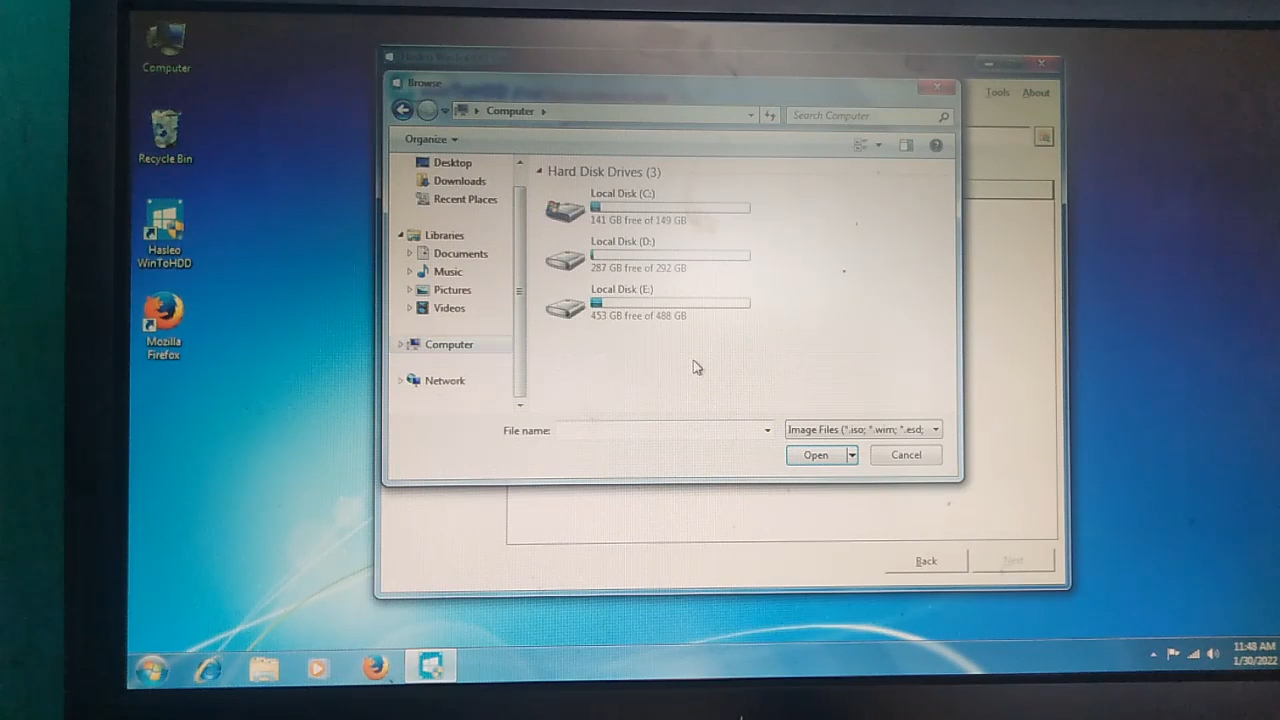 Computer
Recycle Bin
Hasleo
WinToHDD
Mozilla
Firefox
Browse
Computer
Search Computer
Tools
About
Organize
Desktop
Downloads
Recent Places
Libraries
Documents
Music
Pictures
Videos
Computer
Network
Hard Disk Drives (3)
Local Disk (C:)
141 GB free of 149 GB
Local Disk (D:)
287 GB free of 292 GB
Local Disk (E:)
453 GB free of 488 GB
File name:
Image Files (*.iso; *.wim; *.esd;
Open
Cancel
Back
Next
11:48 AM
1/30/2022